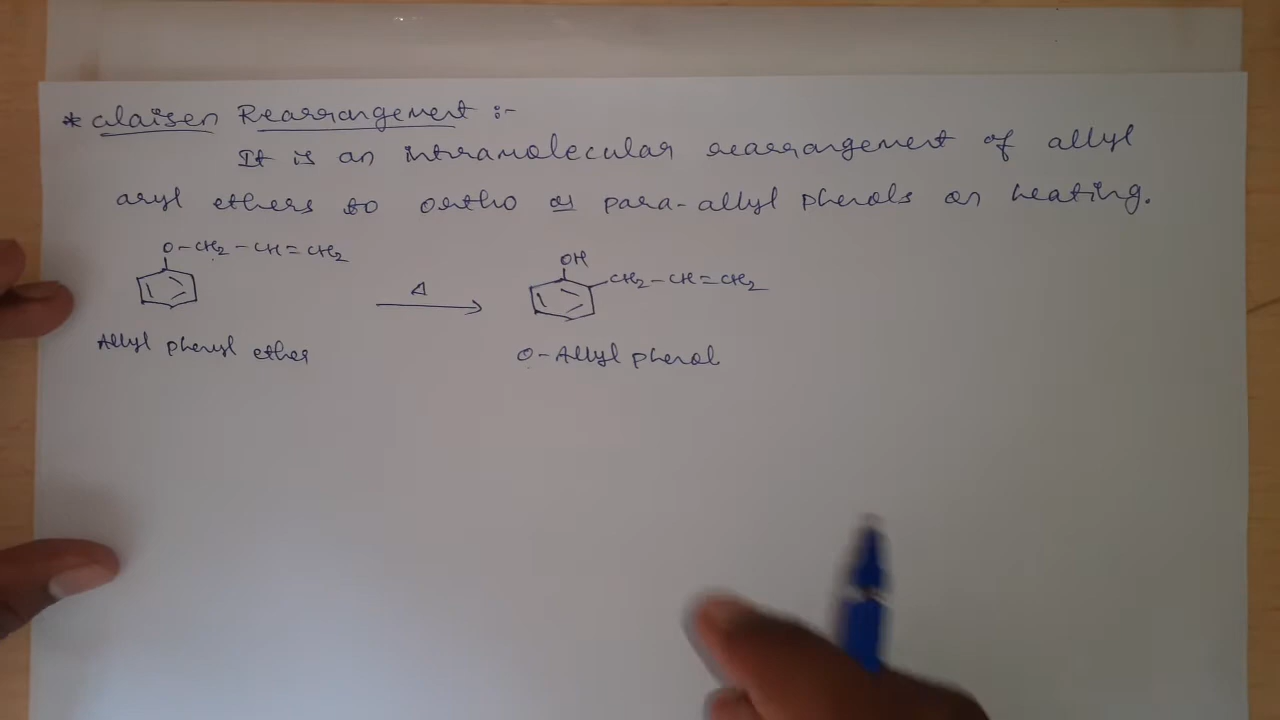 * Claisen Rearrangement :-
It is an intramolecular rearrangement of allyl
aryl ethers to ortho or para-allyl phenols on heating.
O-CH2-CH=CH2
OH
CH2-CH=CH2
Δ
Allyl phenyl ether
O-Allyl phenol